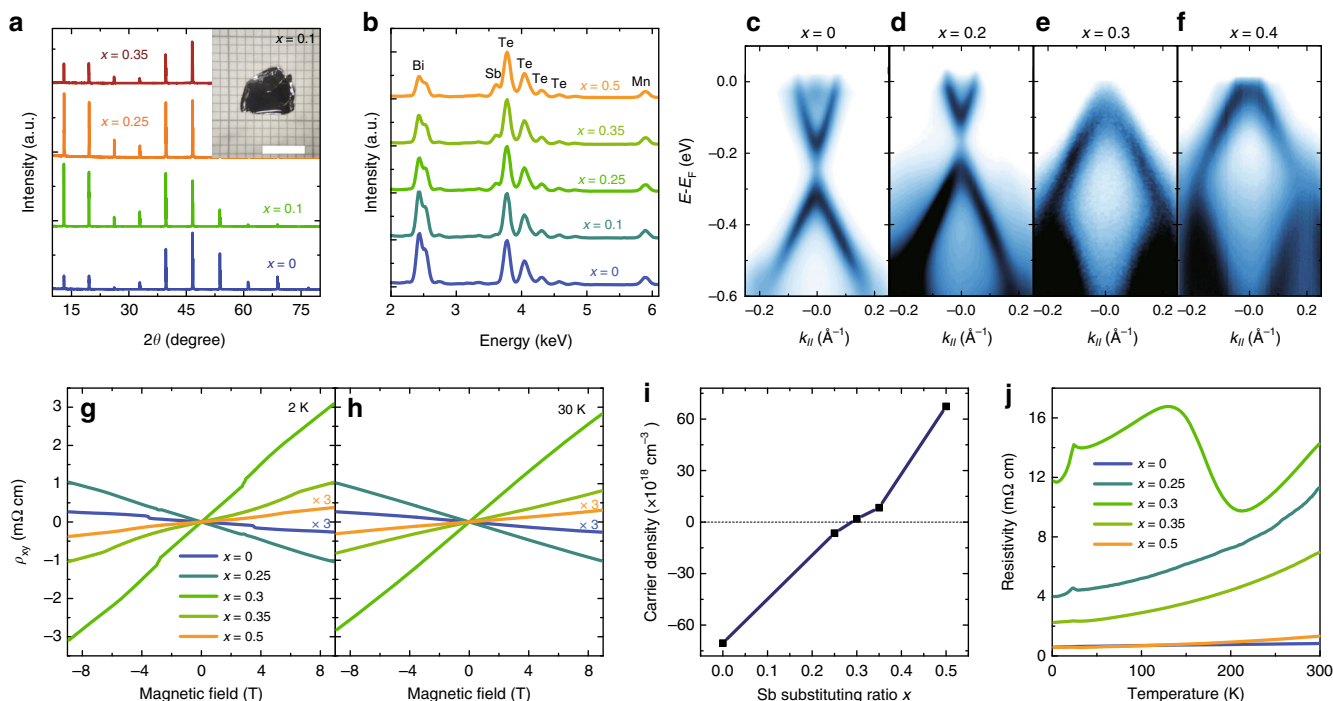 a
x = 0.1
x = 0.35
x = 0.25
x = 0.1
x = 0
Intensity (a.u.)
15 30 45 60 75
2θ (degree)
b
Te
Bi
Sb
Te
Te
Te
Mn
x = 0.5
x = 0.35
x = 0.25
x = 0.1
x = 0
Intensity (a.u.)
2 3 4 5 6
Energy (keV)
c d e f
x = 0 x = 0.2 x = 0.3 x = 0.4
0.0
−0.2
−0.4
−0.6
E-EF (eV)
−0.2 −0.0 0.2 −0.2 −0.0 0.2 −0.2 −0.0 0.2 −0.2 −0.0 0.2
k// (Å⁻¹) k// (Å⁻¹) k// (Å⁻¹) k// (Å⁻¹)
g
2 K
3
2
1
0
−1
−2
−3
ρxy (mΩ cm)
× 3
× 3
x = 0
x = 0.25
x = 0.3
x = 0.35
x = 0.5
−8 −4 0 4 8
Magnetic field (T)
h
30 K
× 3
× 3
−8 −4 0 4 8
Magnetic field (T)
i
60
30
0
−30
−60
Carrier density (×10¹⁸ cm⁻³)
0.0 0.1 0.2 0.3 0.4 0.5
Sb substituting ratio x
j
16
12
8
4
0
Resistivity (mΩ cm)
x = 0
x = 0.25
x = 0.3
x = 0.35
x = 0.5
0 100 200 300
Temperature (K)